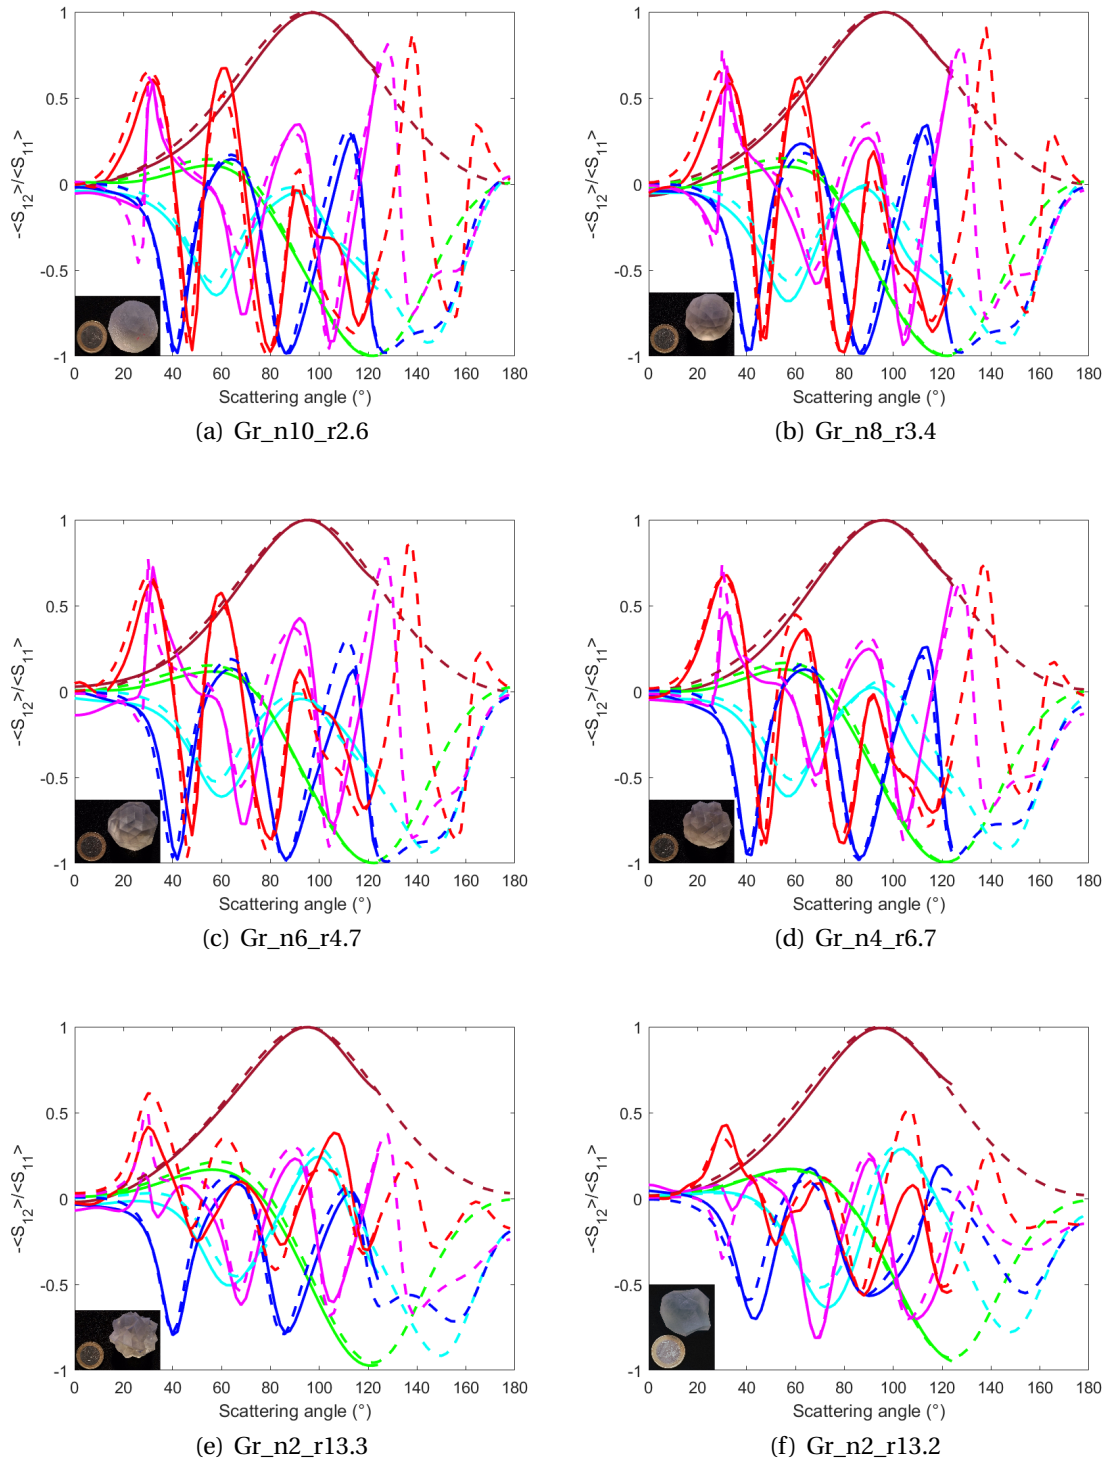 1
0.5
0
-0.5
-1
-<S12>/<S11>
0 20 40 60 80 100 120 140 160 180
Scattering angle (°)
(a) Gr_n10_r2.6
1
0.5
0
-0.5
-1
-<S12>/<S11>
0 20 40 60 80 100 120 140 160 180
Scattering angle (°)
(b) Gr_n8_r3.4
1
0.5
0
-0.5
-1
-<S12>/<S11>
0 20 40 60 80 100 120 140 160 180
Scattering angle (°)
(c) Gr_n6_r4.7
1
0.5
0
-0.5
-1
-<S12>/<S11>
0 20 40 60 80 100 120 140 160 180
Scattering angle (°)
(d) Gr_n4_r6.7
1
0.5
0
-0.5
-1
-<S12>/<S11>
0 20 40 60 80 100 120 140 160 180
Scattering angle (°)
(e) Gr_n2_r13.3
1
0.5
0
-0.5
-1
-<S12>/<S11>
0 20 40 60 80 100 120 140 160 180
Scattering angle (°)
(f) Gr_n2_r13.2